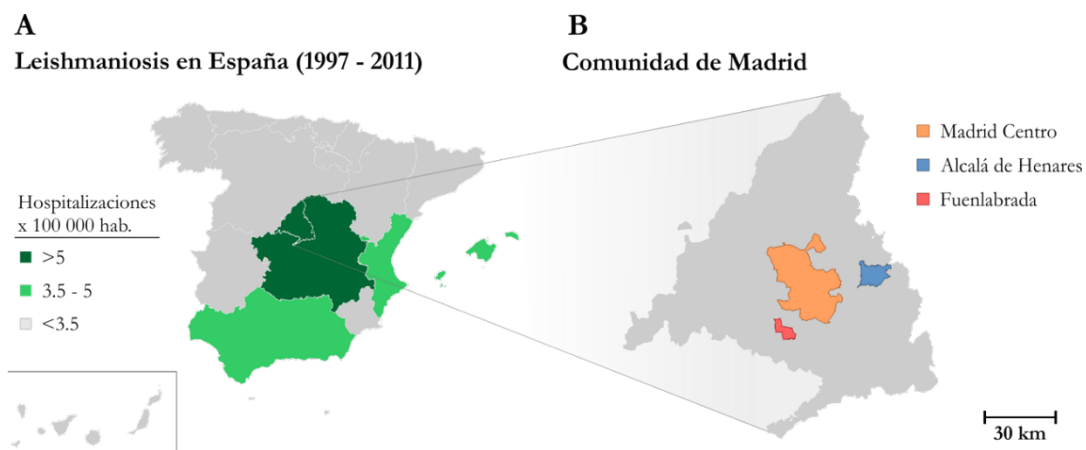 A
Leishmaniosis en España (1997 - 2011)
Hospitalizaciones
x 100 000 hab.
>5
3.5 - 5
<3.5
B
Comunidad de Madrid
Madrid Centro
Alcalá de Henares
Fuenlabrada
30 km